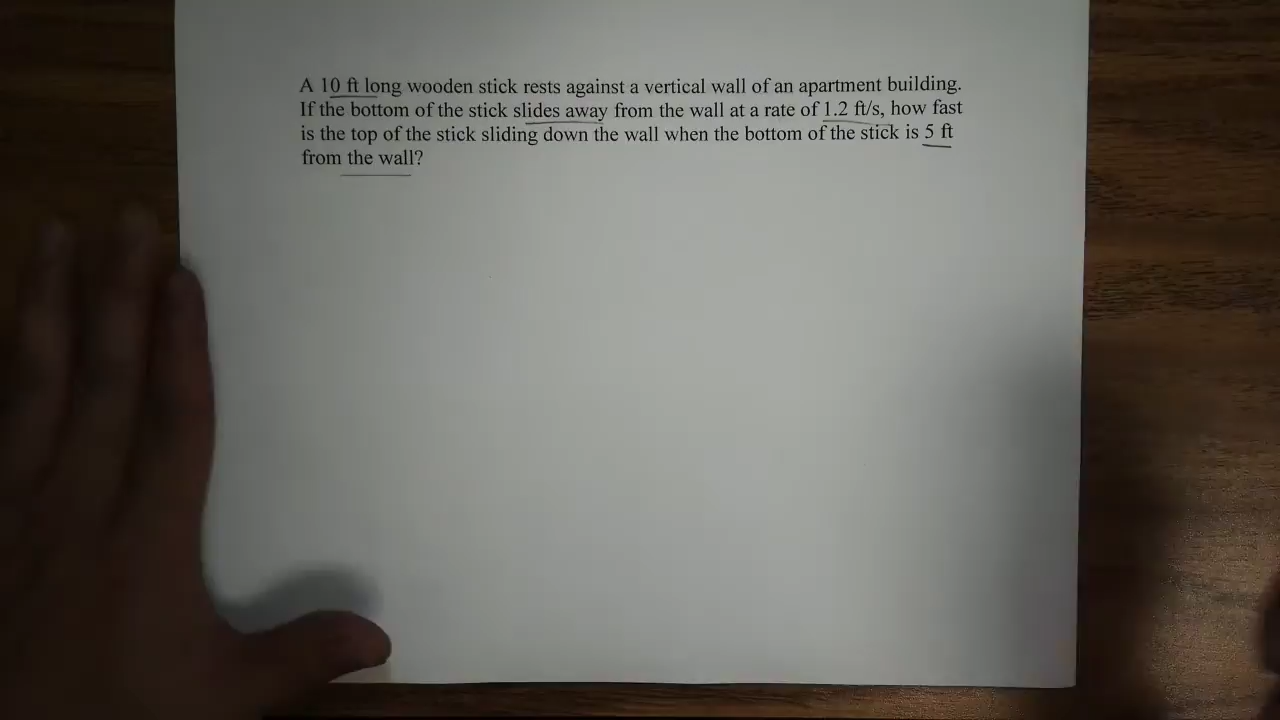 A 10 ft long wooden stick rests against a vertical wall of an apartment building.
If the bottom of the stick slides away from the wall at a rate of 1.2 ft/s, how fast
is the top of the stick sliding down the wall when the bottom of the stick is 5 ft
from the wall?